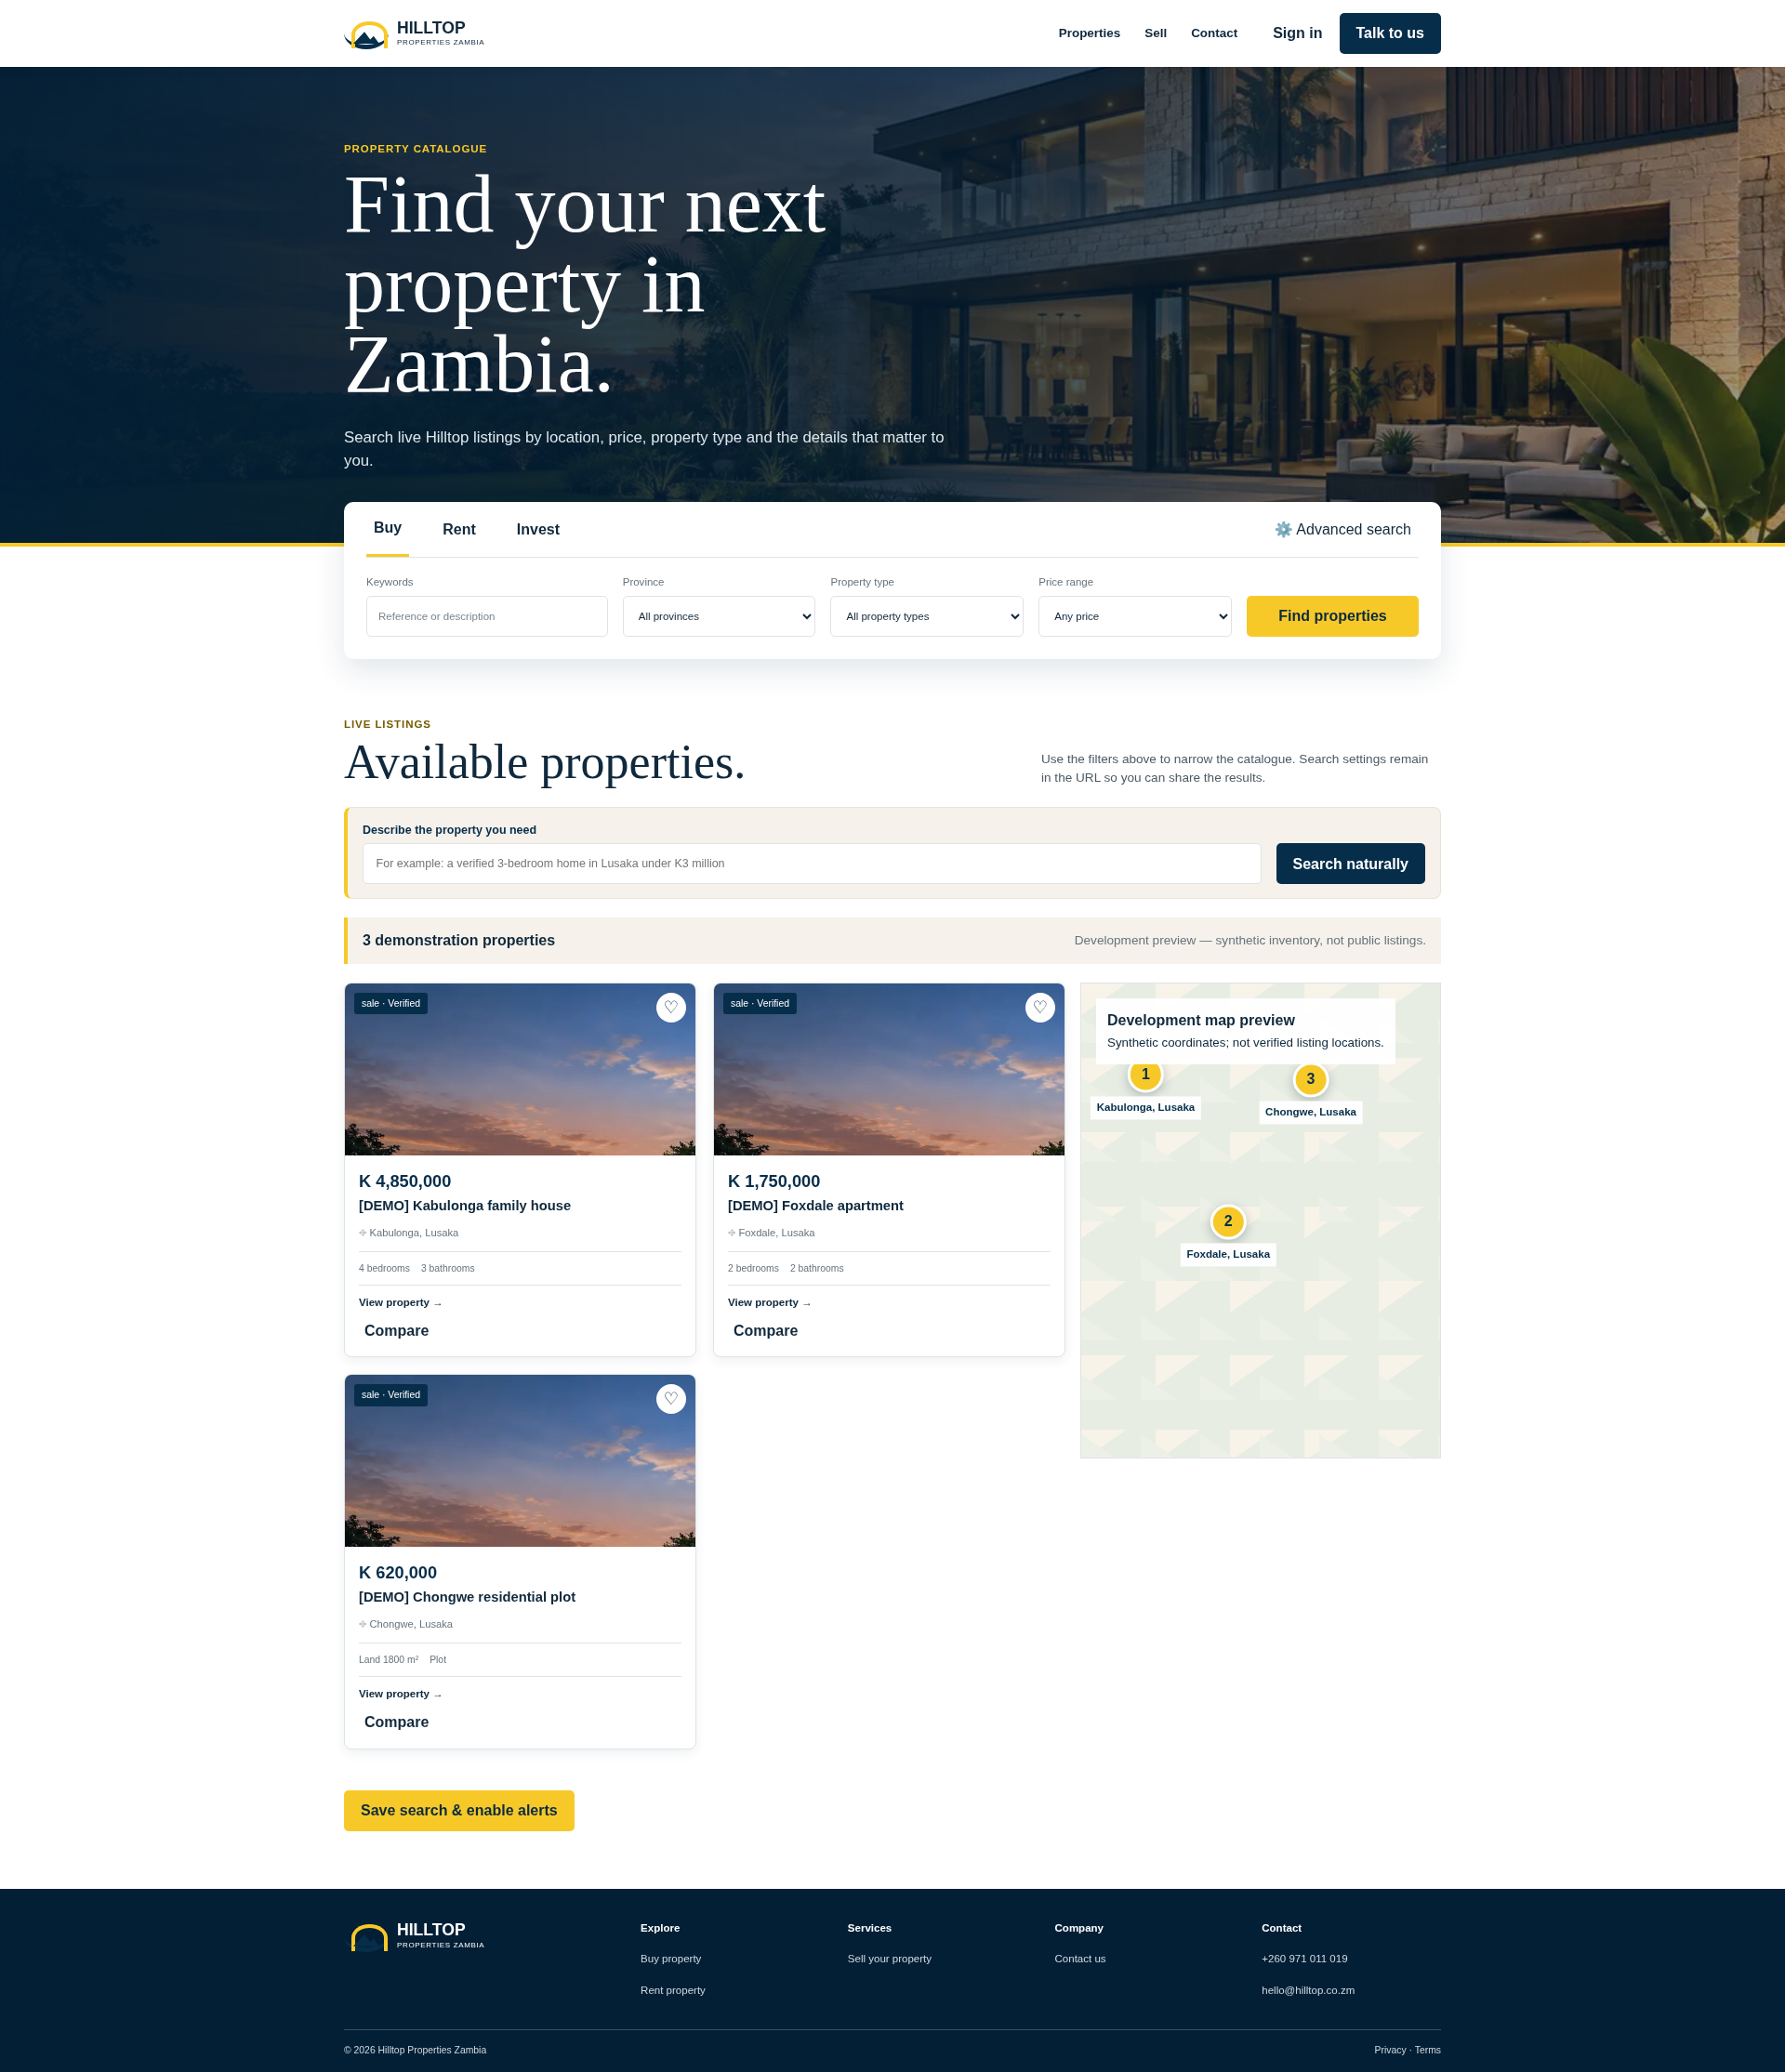 HILLTOP
PROPERTIES ZAMBIA
Properties
Sell
Contact
Sign in
Talk to us
PROPERTY CATALOGUE
Find your next
property in
Zambia.
Search live Hilltop listings by location, price, property type and the details that matter to
you.
Buy
Rent
Invest
⚙️ Advanced search
Keywords
Province
Property type
Price range
Reference or description
All provinces
All property types
Any price
Find properties
LIVE LISTINGS
Available properties.
Use the filters above to narrow the catalogue. Search settings remain
in the URL so you can share the results.
Describe the property you need
For example: a verified 3-bedroom home in Lusaka under K3 million
Search naturally
3 demonstration properties
Development preview — synthetic inventory, not public listings.
sale · Verified
♡
K 4,850,000
[DEMO] Kabulonga family house
⌖ Kabulonga, Lusaka
4 bedrooms 3 bathrooms
View property →
Compare
sale · Verified
♡
K 1,750,000
[DEMO] Foxdale apartment
⌖ Foxdale, Lusaka
2 bedrooms 2 bathrooms
View property →
Compare
Development map preview
Synthetic coordinates; not verified listing locations.
1
Kabulonga, Lusaka
3
Chongwe, Lusaka
2
Foxdale, Lusaka
sale · Verified
♡
K 620,000
[DEMO] Chongwe residential plot
⌖ Chongwe, Lusaka
Land 1800 m² Plot
View property →
Compare
Save search & enable alerts
HILLTOP
PROPERTIES ZAMBIA
Explore
Buy property
Rent property
Services
Sell your property
Company
Contact us
Contact
+260 971 011 019
hello@hilltop.co.zm
© 2026 Hilltop Properties Zambia
Privacy · Terms